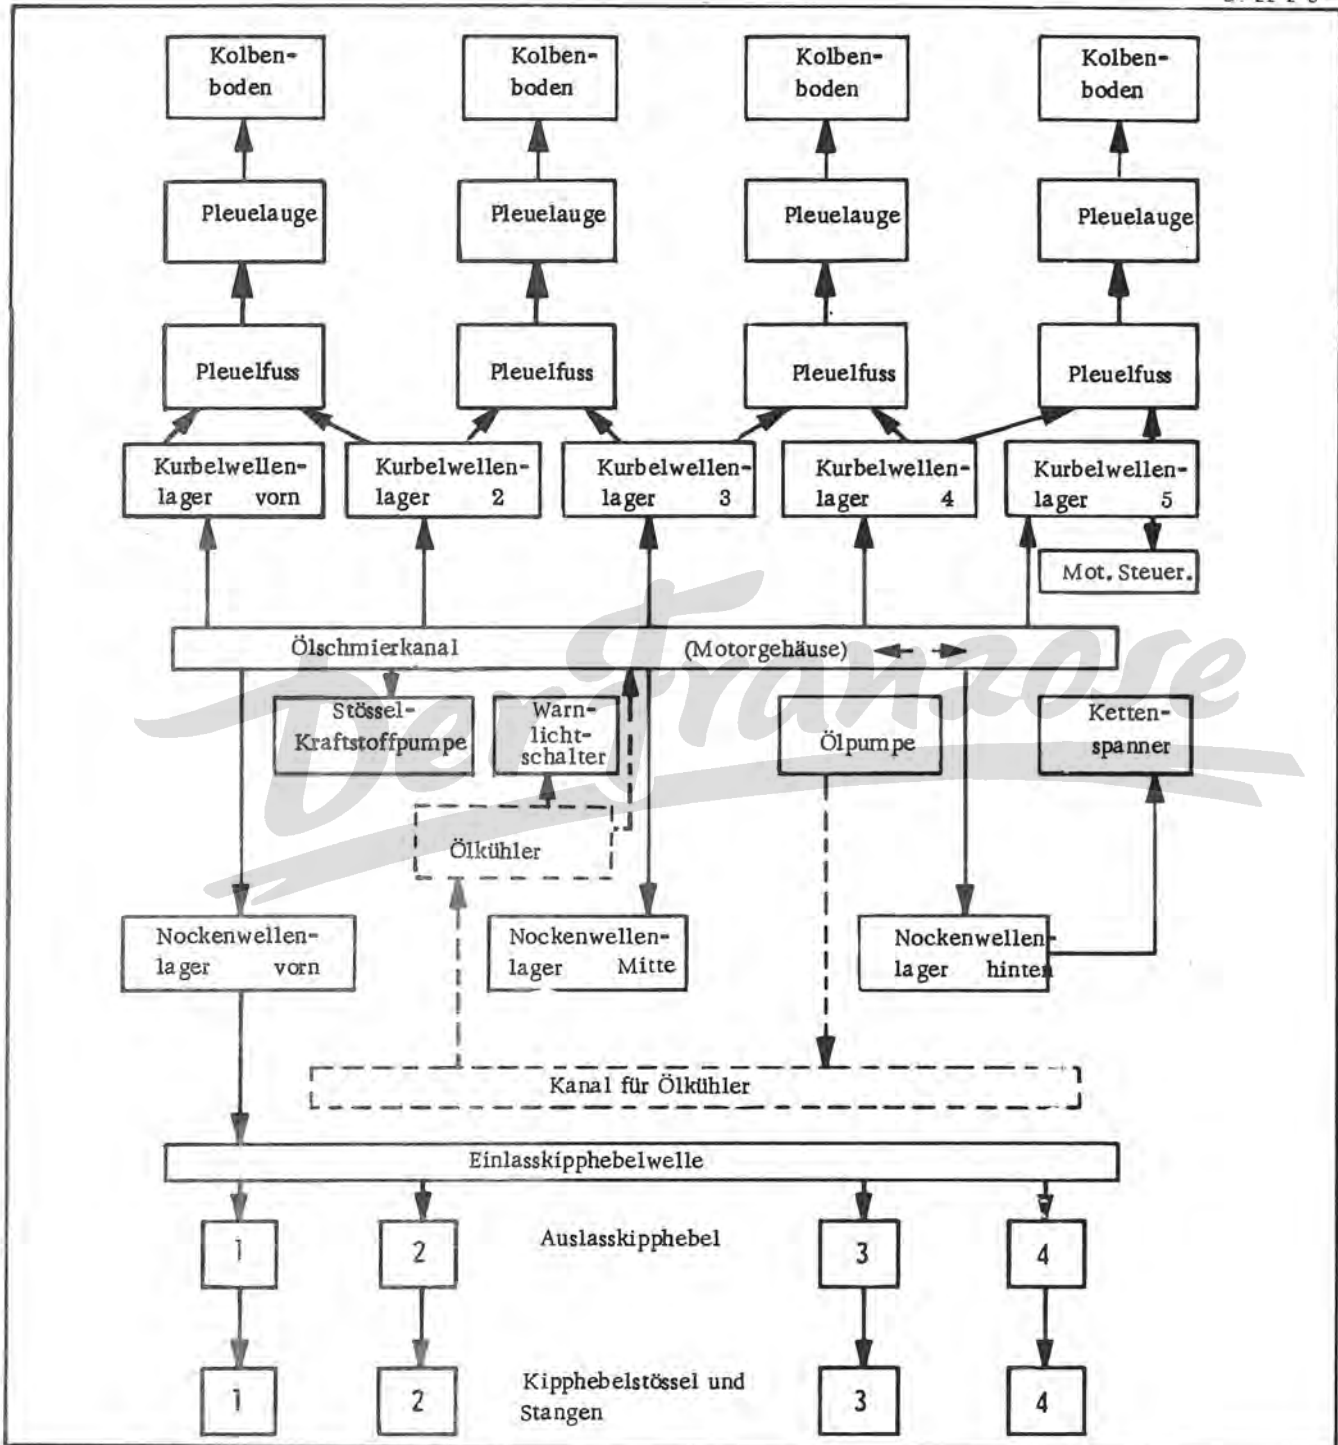 Kolben-
boden
Kolben-
boden
Kolben-
boden
Kolben-
boden
Pleuelauge
Pleuelauge
Pleuelauge
Pleuelauge
Pleuelfuss
Pleuelfuss
Pleuelfuss
Pleuelfuss
Kurbelwellen-
lager vorn
Kurbelwellen-
lager 2
Kurbelwellen-
lager 3
Kurbelwellen-
lager 4
Kurbelwellen-
lager 5
Mot. Steuer.
Ölschmierkanal (Motorgehäuse)
Stössel-
Kraftstoffpumpe
Warn-
licht-
schalter
Ölpumpe
Ketten-
spanner
Der Franzose
Ölkühler
Nockenwellen-
lager vorn
Nockenwellen-
lager Mitte
Nockenwellen-
lager hinten
Kanal für Ölkühler
Einlasskipphebelwelle
1 2 Auslasskipphebel 3 4
1 2 Kipphebelstössel und 3 4
Stangen